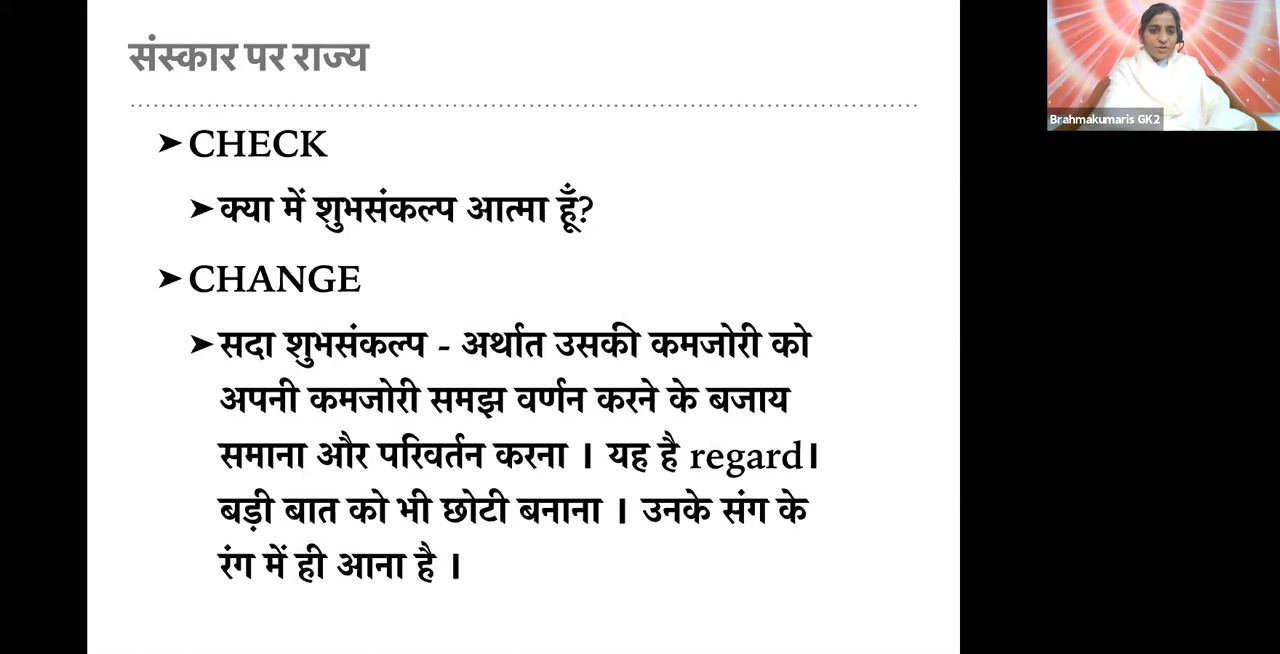 संस्कार पर राज्य
➤ CHECK
➤ क्या में शुभसंकल्प आत्मा हूँ?
➤ CHANGE
➤ सदा शुभसंकल्प - अर्थात उसकी कमजोरी को
अपनी कमजोरी समझ वर्णन करने के बजाय
समाना और परिवर्तन करना । यह है regard।
बड़ी बात को भी छोटी बनाना । उनके संग के
रंग में ही आना है ।
Brahmakumaris GK2